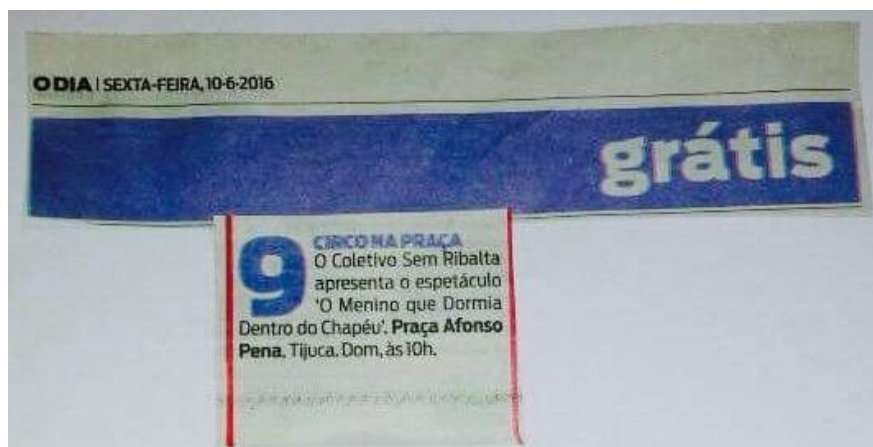 O DIA | SEXTA-FEIRA, 10-6-2016
grátis
9
CIRCO NA PRAÇA
O Coletivo Sem Ribalta
apresenta o espetáculo
'O Menino que Dormia
Dentro do Chapéu'. Praça Afonso
Pena, Tijuca. Dom, às 10h.